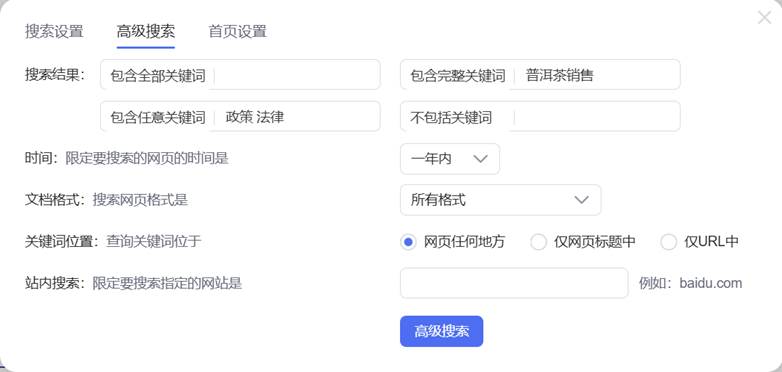 搜索设置 高级搜索 首页设置
搜索结果: 包含全部关键词 包含完整关键词 普洱茶销售
包含任意关键词 政策 法律 不包括关键词
时间: 限定要搜索的网页的时间是 一年内
文档格式: 搜索网页格式是 所有格式
关键词位置: 查询关键词位于 网页任何地方 仅网页标题中 仅URL中
站内搜索: 限定要搜索指定的网站是 例如: baidu.com
高级搜索